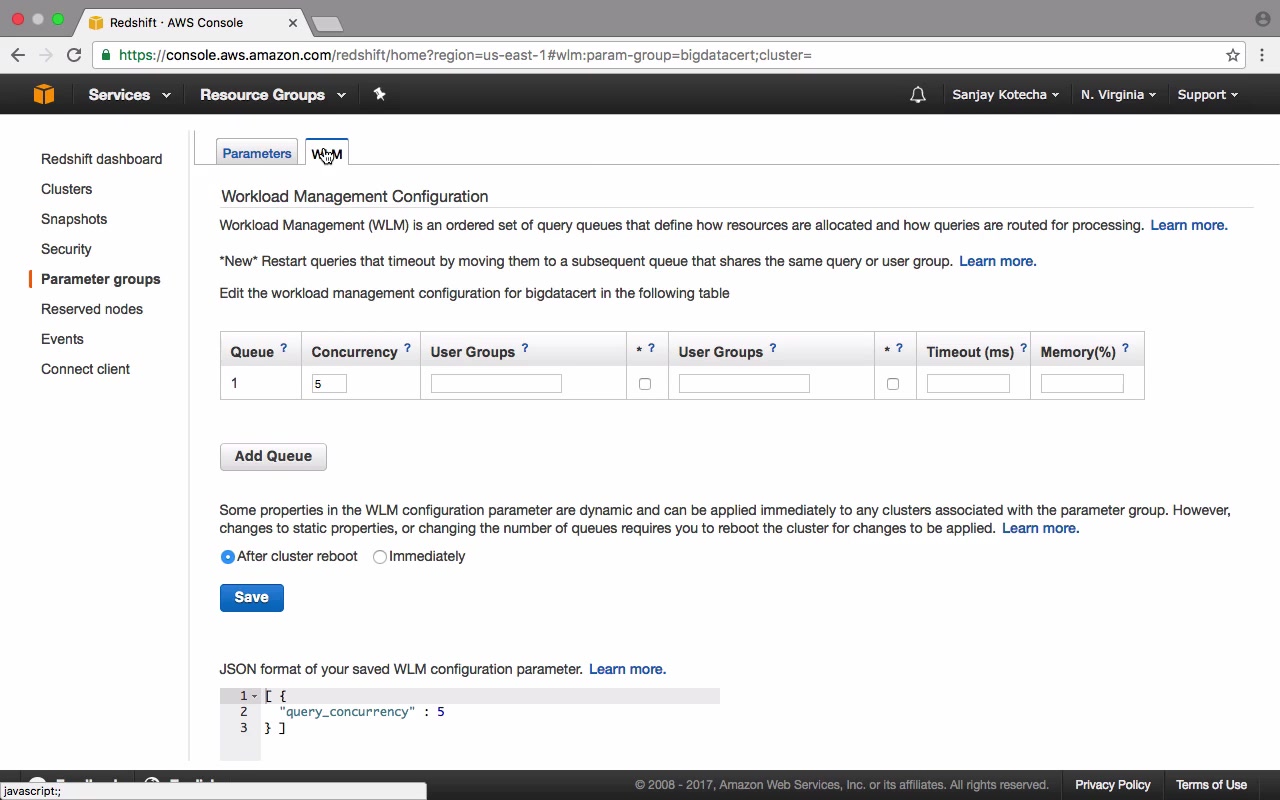 Redshift · AWS Console
https://console.aws.amazon.com/redshift/home?region=us-east-1#wlm:param-group=bigdatacert;cluster=
Services Resource Groups Sanjay Kotecha N. Virginia Support
Redshift dashboard
Clusters
Snapshots
Security
Parameter groups
Reserved nodes
Events
Connect client
Parameters WLM
Workload Management Configuration
Workload Management (WLM) is an ordered set of query queues that define how resources are allocated and how queries are routed for processing. Learn more.
*New* Restart queries that timeout by moving them to a subsequent queue that shares the same query or user group. Learn more.
Edit the workload management configuration for bigdatacert in the following table
Queue ? Concurrency ? User Groups ? * ? User Groups ? * ? Timeout (ms) ? Memory(%) ?
1 5
Add Queue
Some properties in the WLM configuration parameter are dynamic and can be applied immediately to any clusters associated with the parameter group. However,
changes to static properties, or changing the number of queues requires you to reboot the cluster for changes to be applied. Learn more.
After cluster reboot Immediately
Save
JSON format of your saved WLM configuration parameter. Learn more.
1 [ {
2 "query_concurrency" : 5
3 } ]
© 2008 - 2017, Amazon Web Services, Inc. or its affiliates. All rights reserved. Privacy Policy Terms of Use
javascript:;